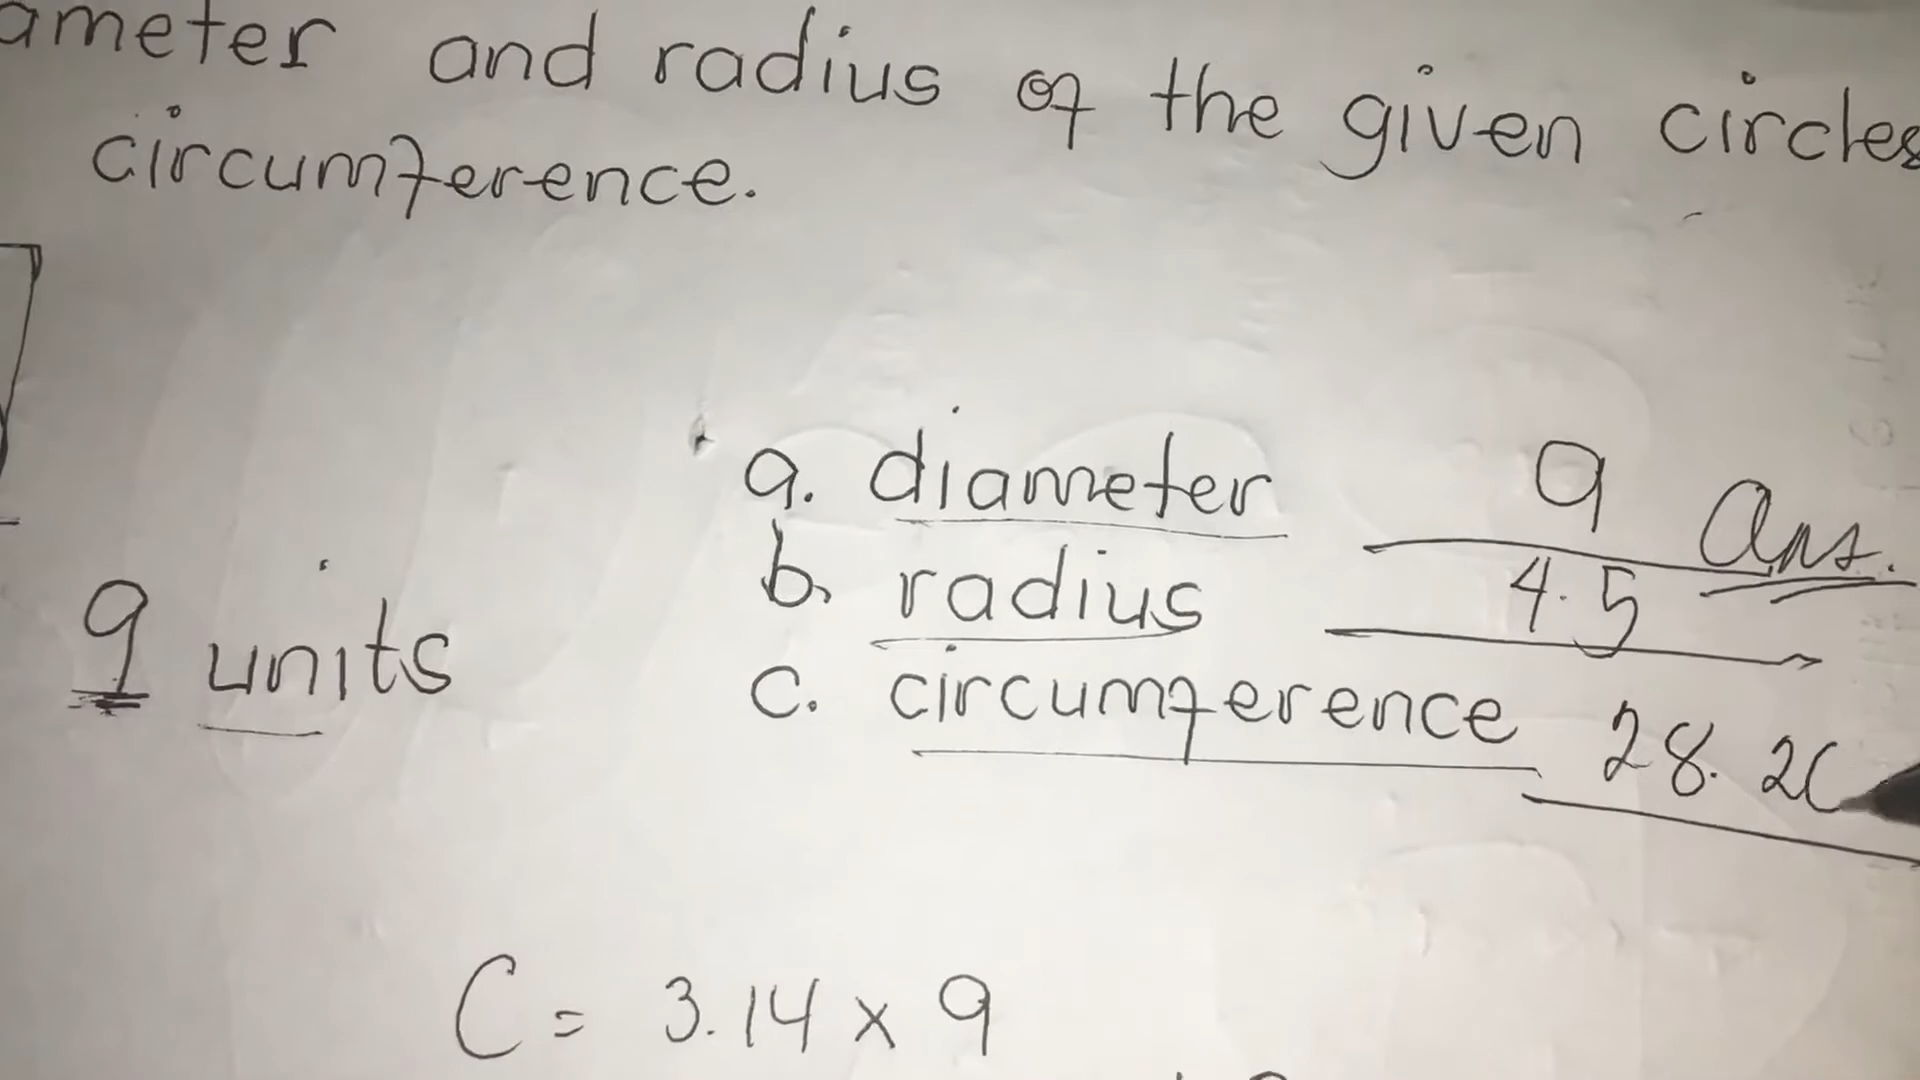 ameter and radius of the given circles
circumference.
a. diameter 9 Ans.
b. radius 4.5
9 units
c. circumference 28.2
C = 3.14 x 9